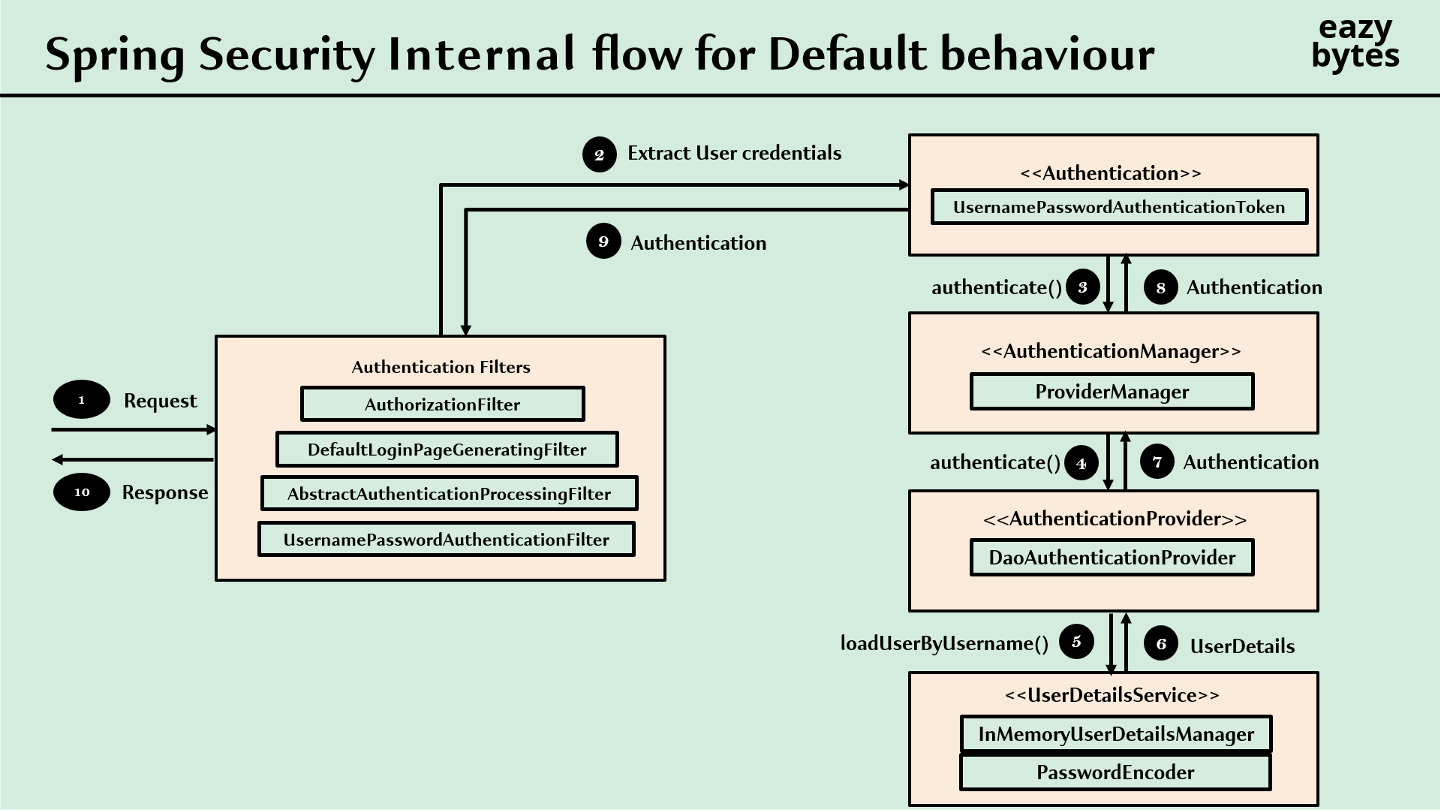 Spring Security Internal flow for Default behaviour
eazy
bytes
2 Extract User credentials
9 Authentication
<<Authentication>>
UsernamePasswordAuthenticationToken
authenticate() 3
8 Authentication
<<AuthenticationManager>>
ProviderManager
authenticate() 4
7 Authentication
<<AuthenticationProvider>>
DaoAuthenticationProvider
loadUserByUsername() 5
6 UserDetails
<<UserDetailsService>>
InMemoryUserDetailsManager
PasswordEncoder
1 Request
10 Response
Authentication Filters
AuthorizationFilter
DefaultLoginPageGeneratingFilter
AbstractAuthenticationProcessingFilter
UsernamePasswordAuthenticationFilter